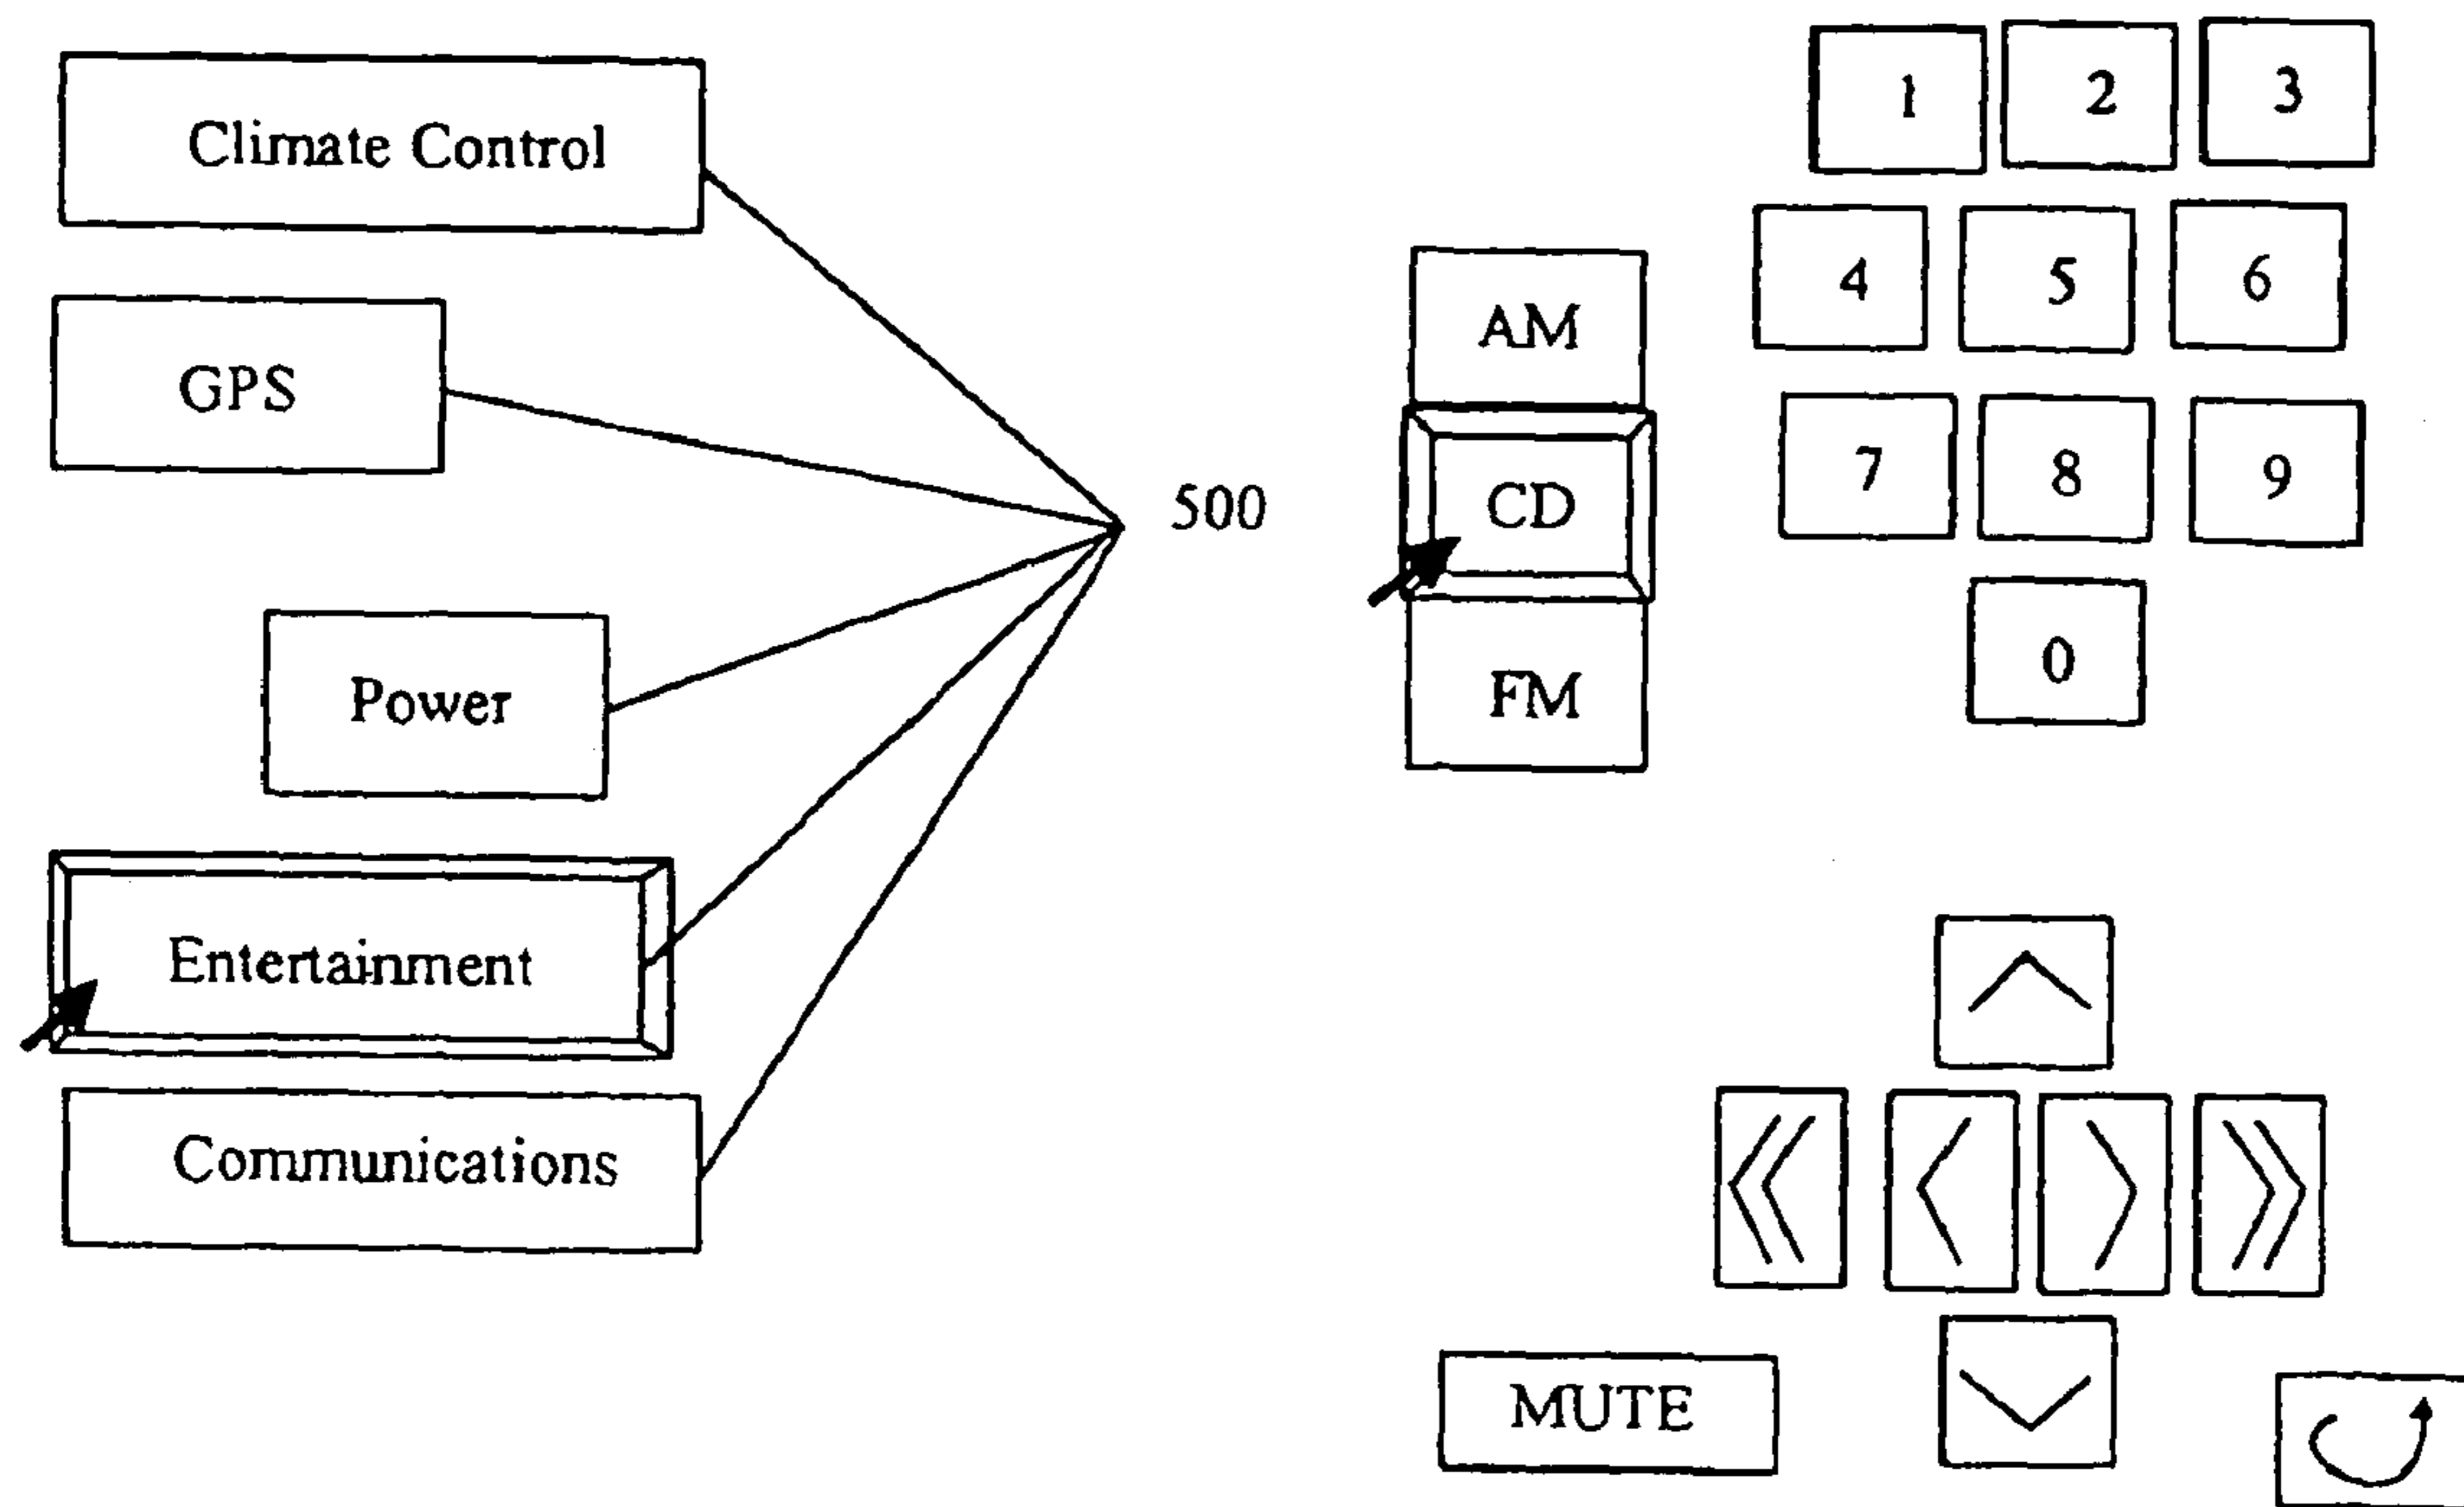 Climate Control
GPS
Power
Entertainment
Communications
500
AM
CD
FM
1 2 3
4 5 6
7 8 9
0
MUTE